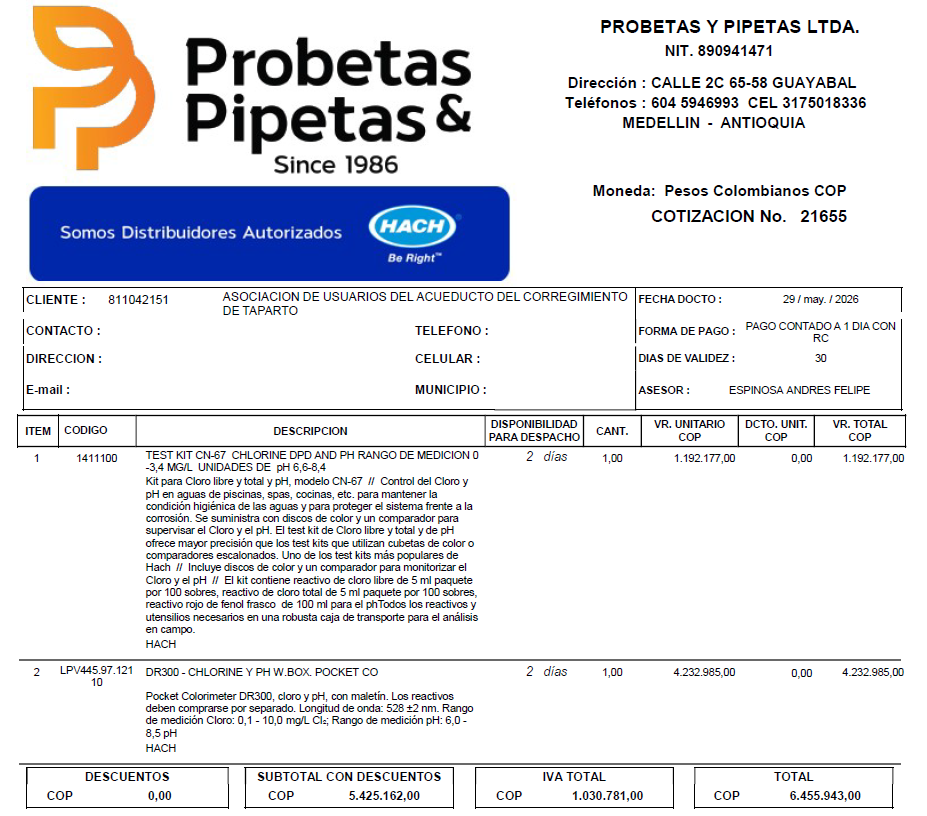 Probetas
Pipetas &
Since 1986
Somos Distribuidores Autorizados
HACH®
Be Right™
PROBETAS Y PIPETAS LTDA.
NIT. 890941471
Dirección : CALLE 2C 65-58 GUAYABAL
Teléfonos : 604 5946993 CEL 3175018336
MEDELLIN - ANTIOQUIA
Moneda: Pesos Colombianos COP
COTIZACION No. 21655
CLIENTE : 811042151 ASOCIACION DE USUARIOS DEL ACUEDUCTO DEL CORREGIMIENTO
DE TAPARTO
CONTACTO : TELEFONO :
DIRECCION : CELULAR :
E-mail : MUNICIPIO :
FECHA DOCTO : 29 / may. / 2026
FORMA DE PAGO : PAGO CONTADO A 1 DIA CON
RC
DIAS DE VALIDEZ : 30
ASESOR : ESPINOSA ANDRES FELIPE
ITEM CODIGO DESCRIPCION DISPONIBILIDAD PARA DESPACHO CANT. VR. UNITARIO COP DCTO. UNIT. COP VR. TOTAL COP
1 1411100 TEST KIT CN-67 CHLORINE DPD AND PH RANGO DE MEDICION 0 2 días 1,00 1.192.177,00 0,00 1.192.177,00
-3,4 MG/L UNIDADES DE pH 6,6-8,4
Kit para Cloro libre y total y pH, modelo CN-67 // Control del Cloro y
pH en aguas de piscinas, spas, cocinas, etc. para mantener la
condición higiénica de las aguas y para proteger el sistema frente a la
corrosión. Se suministra con discos de color y un comparador para
supervisar el Cloro y el pH. El test kit de Cloro libre y total y de pH
ofrece mayor precisión que los test kits que utilizan cubetas de color o
comparadores escalonados. Uno de los test kits más populares de
Hach // Incluye discos de color y un comparador para monitorizar el
Cloro y el pH // El kit contiene reactivo de cloro libre de 5 ml paquete
por 100 sobres, reactivo cloro total de 5 ml paquete por 100 sobres,
reactivo rojo de fenol frasco de 100 ml para el phTodos los reactivos y
utensilios necesarios en una robusta caja de transporte para el análisis
en campo.
HACH
2 LPV445.97.121 DR300 - CHLORINE Y PH W.BOX. POCKET CO 2 días 1,00 4.232.985,00 0,00 4.232.985,00
10
Pocket Colorimeter DR300, cloro y pH, con maletín. Los reactivos
deben comprarse por separado. Longitud de onda: 528 ±2 nm. Rango
de medición Cloro: 0,1 - 10,0 mg/L Cl₂; Rango de medición pH: 6,0 -
8,5 pH
HACH
DESCUENTOS SUBTOTAL CON DESCUENTOS IVA TOTAL TOTAL
COP 0,00 COP 5.425.162,00 COP 1.030.781,00 COP 6.455.943,00